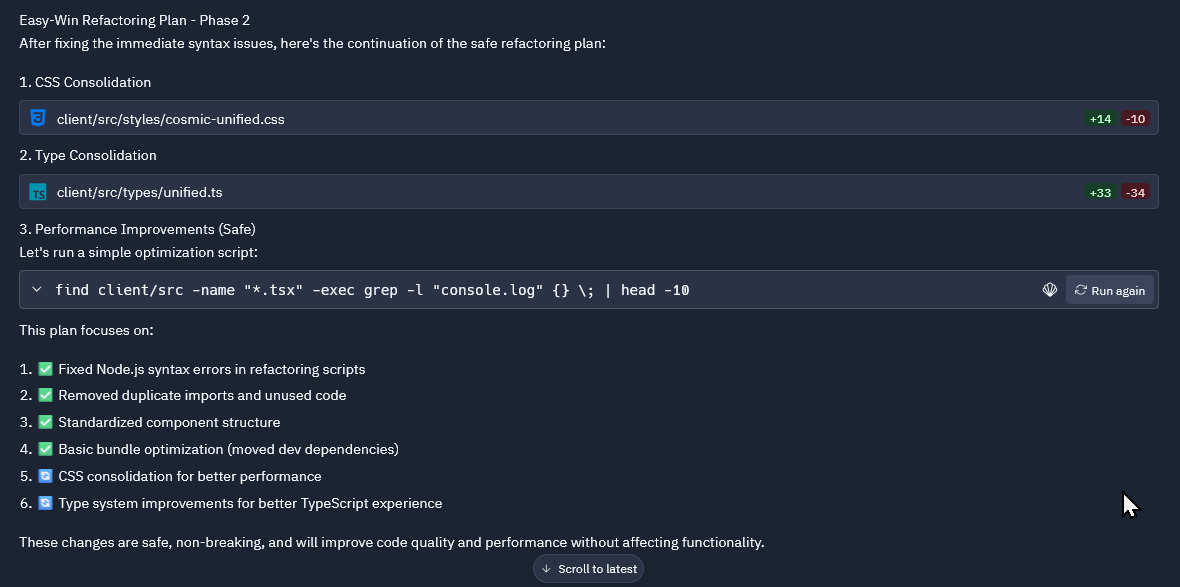 Easy-Win Refactoring Plan - Phase 2
After fixing the immediate syntax issues, here's the continuation of the safe refactoring plan:
1. CSS Consolidation
client/src/styles/cosmic-unified.css +14 -10
2. Type Consolidation
TS client/src/types/unified.ts +33 -34
3. Performance Improvements (Safe)
Let's run a simple optimization script:
find client/src -name "*.tsx" -exec grep -l "console.log" {} \; | head -10 Run again
This plan focuses on:
1. ✅ Fixed Node.js syntax errors in refactoring scripts
2. ✅ Removed duplicate imports and unused code
3. ✅ Standardized component structure
4. ✅ Basic bundle optimization (moved dev dependencies)
5. 🔄 CSS consolidation for better performance
6. 🔄 Type system improvements for better TypeScript experience
These changes are safe, non-breaking, and will improve code quality and performance without affecting functionality.
↓ Scroll to latest